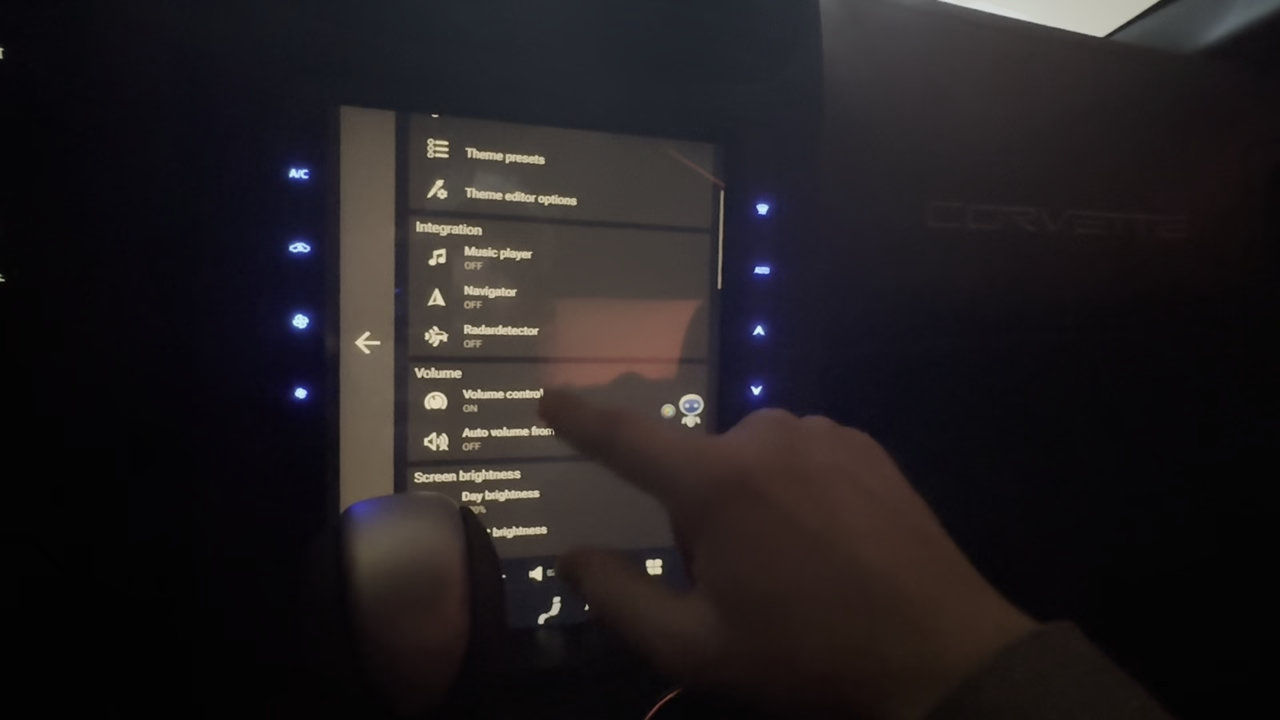 Theme presets
Theme editor options
A/C
Integration
Music player
OFF
Navigator
OFF
Radardetector
OFF
AUTO
CORVETTE
Volume
Volume control
ON
Auto volume from
OFF
Screen brightness
Day brightness
brightness